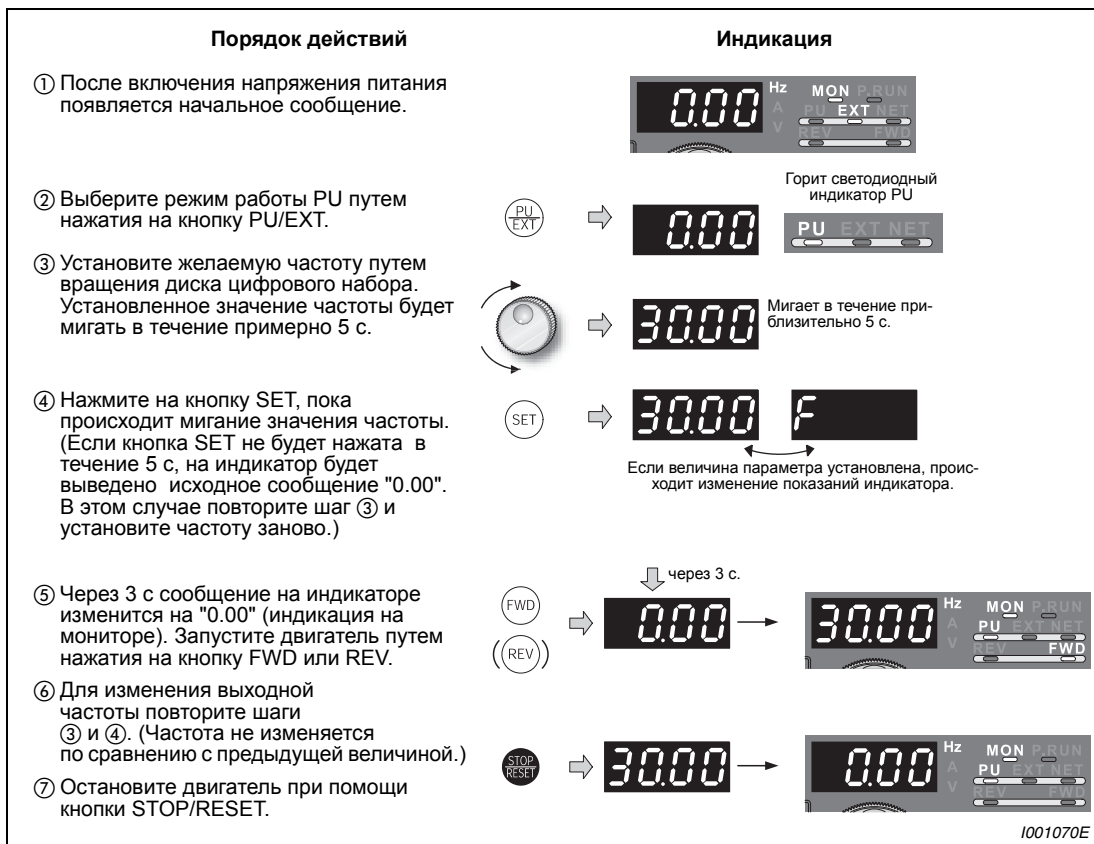 Порядок действий
Индикация
① После включения напряжения питания
появляется начальное сообщение.
0.00 Hz
A
V
MON P.RUN
PU EXT NET
REV FWD
② Выберите режим работы PU путем
нажатия на кнопку PU/EXT.
PU
EXT
0.00
Горит светодиодный
индикатор PU
PU EXT NET
③ Установите желаемую частоту путем
вращения диска цифрового набора.
Установленное значение частоты будет
мигать в течение примерно 5 с.
30.00
Мигает в течение при-
близительно 5 с.
④ Нажмите на кнопку SET, пока
происходит мигание значения частоты.
(Если кнопка SET не будет нажата в
течение 5 с, на индикатор будет
выведено исходное сообщение "0.00".
В этом случае повторите шаг ③ и
установите частоту заново.)
SET
30.00
F
Если величина параметра установлена, проис-
ходит изменение показаний индикатора.
⑤ Через 3 с сообщение на индикаторе
изменится на "0.00" (индикация на
мониторе). Запустите двигатель путем
нажатия на кнопку FWD или REV.
FWD
(REV)
через 3 с.
0.00
30.00 Hz
A
V
MON P.RUN
PU EXT NET
REV FWD
⑥ Для изменения выходной
частоты повторите шаги
③ и ④. (Частота не изменяется
по сравнению с предыдущей величиной.)
⑦ Остановите двигатель при помощи
кнопки STOP/RESET.
STOP
RESET
30.00
0.00 Hz
A
V
MON P.RUN
PU EXT NET
REV FWD
I001070E